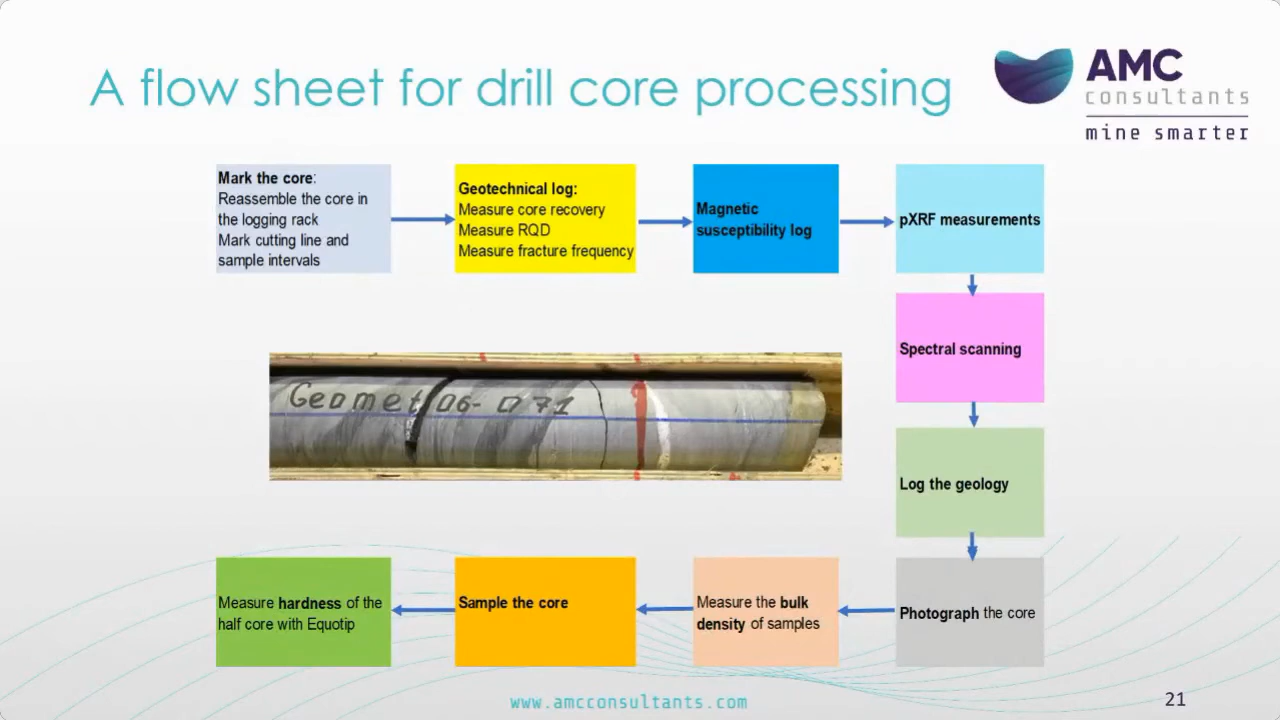 A flow sheet for drill core processing
AMC
consultants
mine smarter
Mark the core:
Reassemble the core in
the logging rack
Mark cutting line and
sample intervals
Geotechnical log:
Measure core recovery
Measure RQD
Measure fracture frequency
Magnetic
susceptibility log
pXRF measurements
Spectral scanning
Geomet 06- D71
Log the geology
Photograph the core
Measure the bulk
density of samples
Sample the core
Measure hardness of the
half core with Equotip
www.amcconsultants.com
21